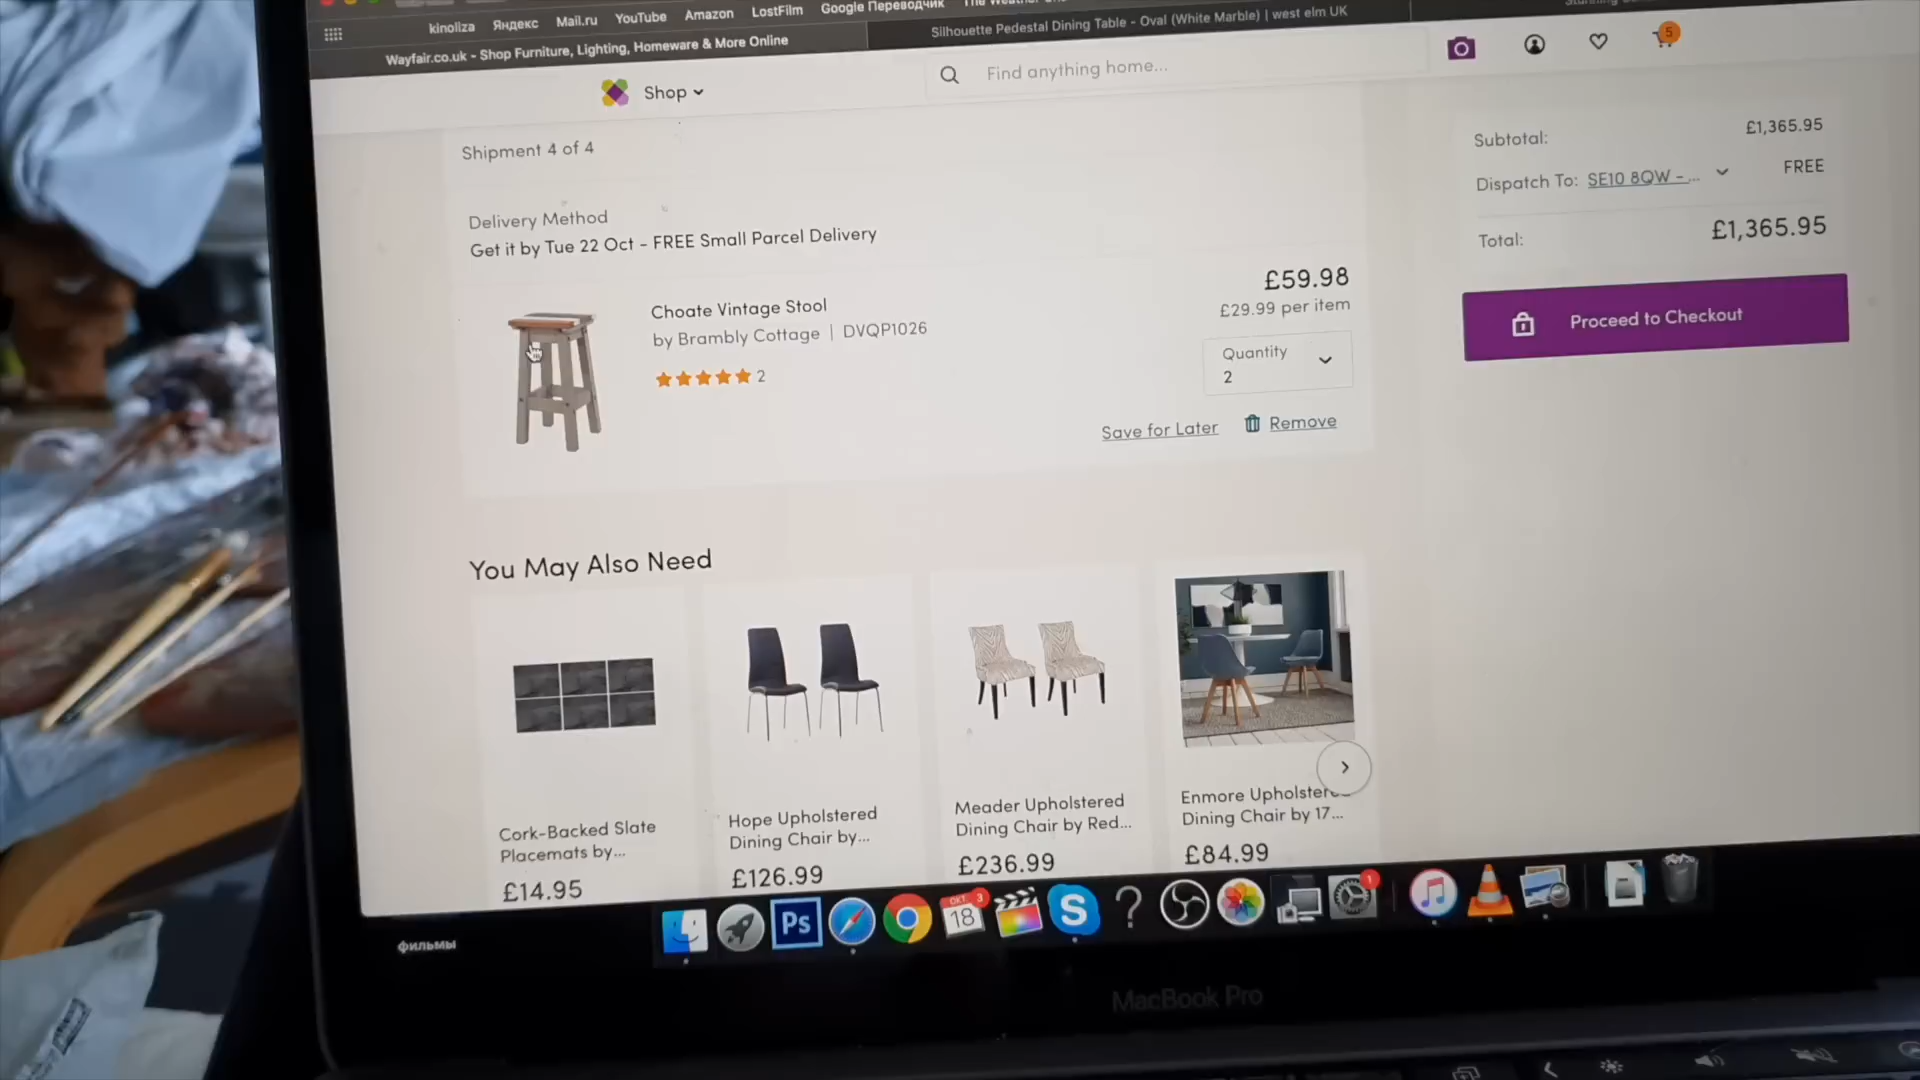 kinoliza Яндекс Mail.ru YouTube Amazon LostFilm Google Переводчик
Wayfair.co.uk - Shop Furniture, Lighting, Homeware & More Online
Silhouette Pedestal Dining Table - Oval (White Marble) | west elm UK
Shop
Find anything home...
5
Shipment 4 of 4
Delivery Method
Get it by Tue 22 Oct - FREE Small Parcel Delivery
Choate Vintage Stool
by Brambly Cottage | DVQP1026
2
£59.98
£29.99 per item
Quantity
2
Save for Later
Remove
Subtotal: £1,365.95
Dispatch To: SE10 8QW - ... FREE
Total: £1,365.95
Proceed to Checkout
You May Also Need
Cork-Backed Slate
Placemats by...
£14.95
Hope Upholstered
Dining Chair by...
£126.99
Meader Upholstered
Dining Chair by Red...
£236.99
Enmore Upholstere...
Dining Chair by 17...
£84.99
Ps
ОКТ.
18
3
S
?
1
фильмы
MacBook Pro